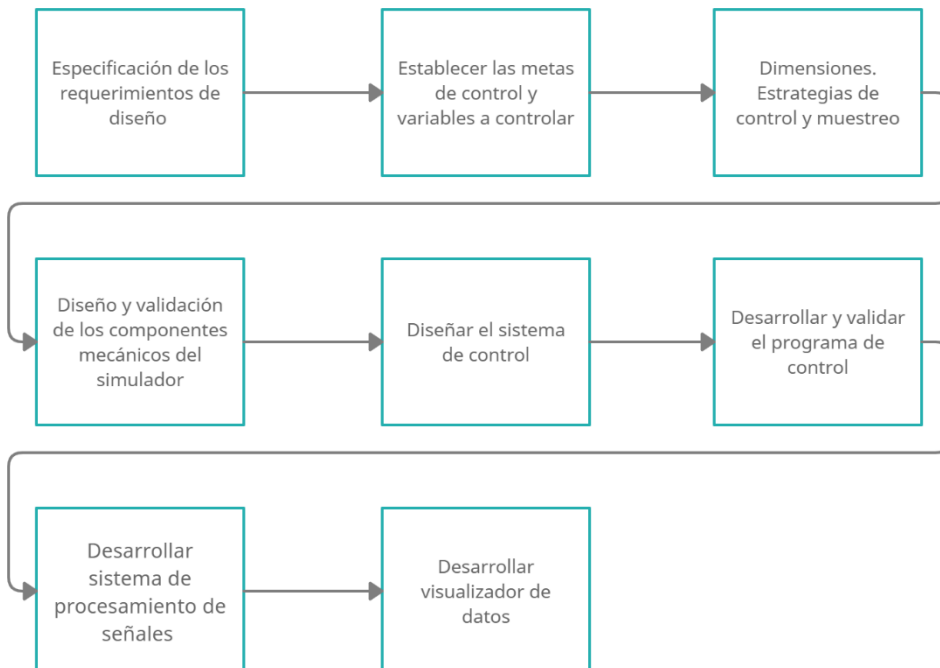 Especificación de los
requerimientos de
diseño
Establecer las metas
de control y
variables a controlar
Dimensiones.
Estrategias de
control y muestreo
Diseño y validación
de los componentes
mecánicos del
simulador
Diseñar el sistema
de control
Desarrollar y validar
el programa de
control
Desarrollar
sistema de
procesamiento de
señales
Desarrollar
visualizador de
datos